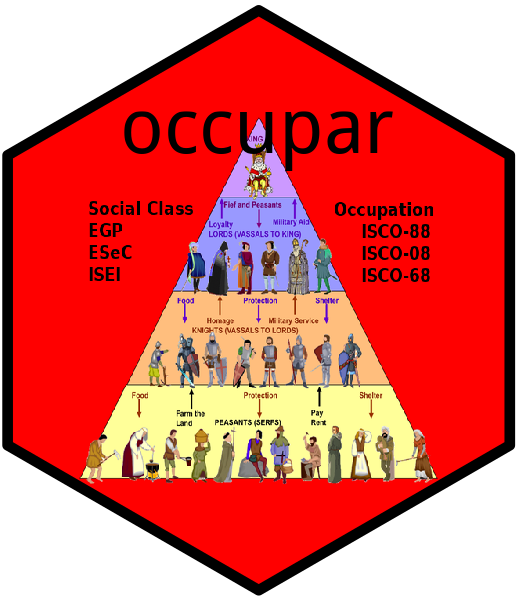 occupar
KING
Social Class
EGP
ESeC
ISEI
Occupation
ISCO-88
ISCO-08
ISCO-68
Fief and Peasants
Loyalty
Military Aid
LORDS (VASSALS TO KING)
Food
Protection
Shelter
Homage
Military Service
KNIGHTS (VASSALS TO LORDS)
Food
Protection
Shelter
Farm the
Land
PEASANTS (SERFS)
Pay
Rent